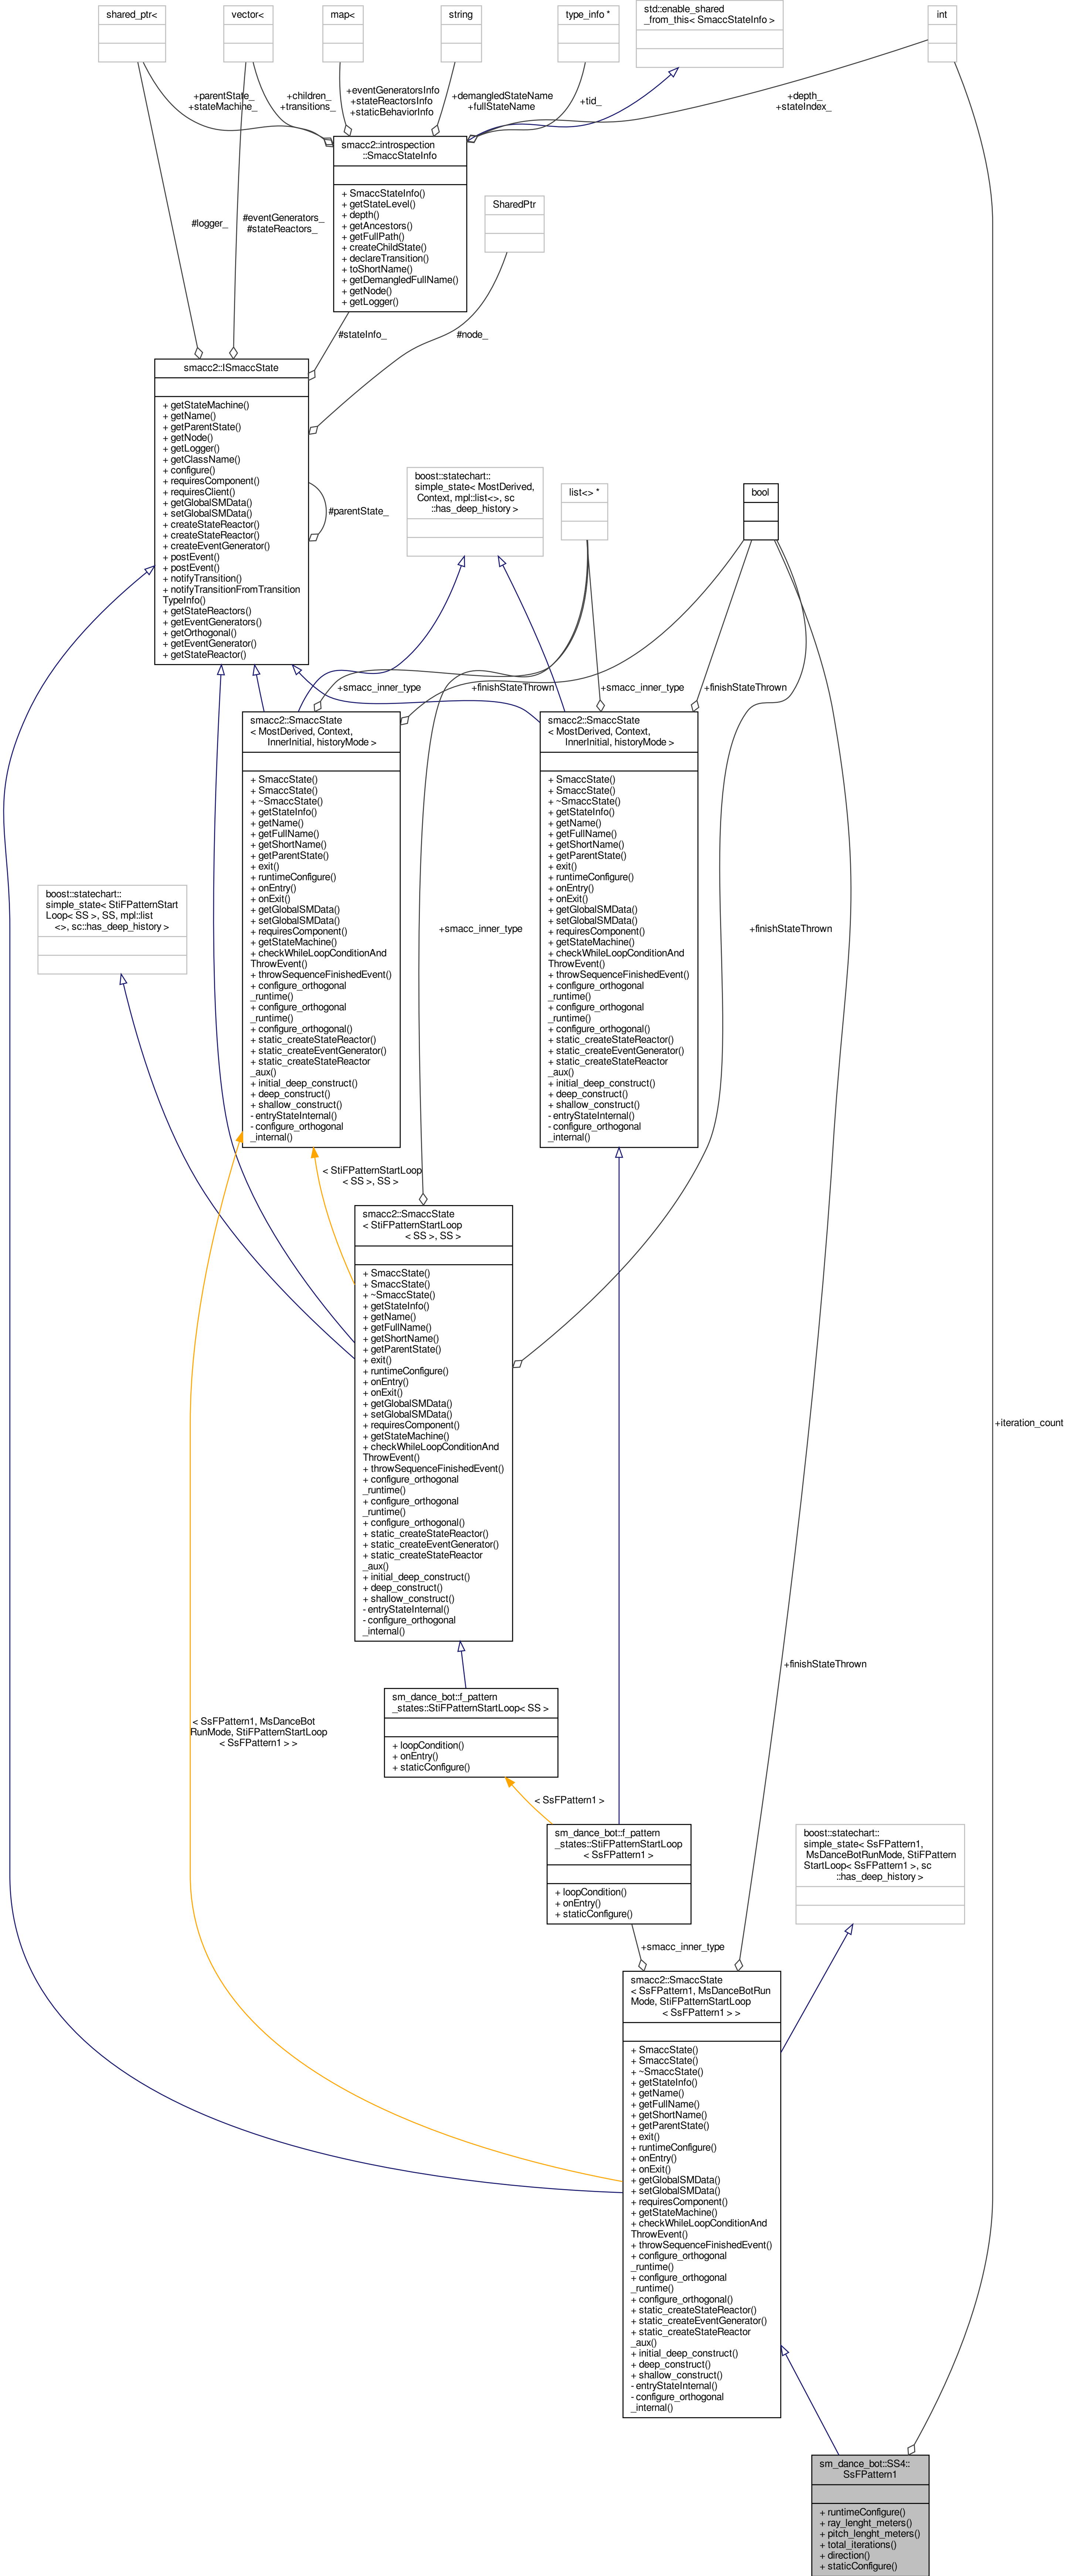 shared_ptr<
vector<
map<
string
type_info *
std::enable_shared
_from_this< SmaccStateInfo >
int
+parentState_
+stateMachine_
+children_
+transitions_
+eventGeneratorsInfo
+stateReactorsInfo
+staticBehaviorInfo
+demangledStateName
+fullStateName
+tid_
+depth_
+stateIndex_
smacc2::introspection
::SmaccStateInfo
+ SmaccStateInfo()
+ getStateLevel()
+ depth()
+ getAncestors()
+ getFullPath()
+ createChildState()
+ declareTransition()
+ toShortName()
+ getDemangledFullName()
+ getNode()
+ getLogger()
SharedPtr
#logger_
#eventGenerators_
#stateReactors_
#stateInfo_
#node_
smacc2::ISmaccState
+ getStateMachine()
+ getName()
+ getParentState()
+ getNode()
+ getLogger()
+ getClassName()
+ configure()
+ requiresComponent()
+ requiresClient()
+ getGlobalSMData()
+ setGlobalSMData()
+ createStateReactor()
+ createStateReactor()
+ createEventGenerator()
+ postEvent()
+ postEvent()
+ notifyTransition()
+ notifyTransitionFromTransition
TypeInfo()
+ getStateReactors()
+ getEventGenerators()
+ getOrthogonal()
+ getEventGenerator()
+ getStateReactor()
#parentState_
boost::statechart::
simple_state< MostDerived,
Context, mpl::list<>, sc
::has_deep_history >
list<> *
bool
+smacc_inner_type
+finishStateThrown
+smacc_inner_type
+finishStateThrown
smacc2::SmaccState
< MostDerived, Context,
InnerInitial, historyMode >
+ SmaccState()
+ SmaccState()
+ ~SmaccState()
+ getStateInfo()
+ getName()
+ getFullName()
+ getShortName()
+ getParentState()
+ exit()
+ runtimeConfigure()
+ onEntry()
+ onExit()
+ getGlobalSMData()
+ setGlobalSMData()
+ requiresComponent()
+ getStateMachine()
+ checkWhileLoopConditionAnd
ThrowEvent()
+ throwSequenceFinishedEvent()
+ configure_orthogonal
_runtime()
+ configure_orthogonal
_runtime()
+ configure_orthogonal()
+ static_createStateReactor()
+ static_createEventGenerator()
+ static_createStateReactor
_aux()
+ initial_deep_construct()
+ deep_construct()
+ shallow_construct()
- entryStateInternal()
- configure_orthogonal
_internal()
smacc2::SmaccState
< MostDerived, Context,
InnerInitial, historyMode >
+ SmaccState()
+ SmaccState()
+ ~SmaccState()
+ getStateInfo()
+ getName()
+ getFullName()
+ getShortName()
+ getParentState()
+ exit()
+ runtimeConfigure()
+ onEntry()
+ onExit()
+ getGlobalSMData()
+ setGlobalSMData()
+ requiresComponent()
+ getStateMachine()
+ checkWhileLoopConditionAnd
ThrowEvent()
+ throwSequenceFinishedEvent()
+ configure_orthogonal
_runtime()
+ configure_orthogonal
_runtime()
+ configure_orthogonal()
+ static_createStateReactor()
+ static_createEventGenerator()
+ static_createStateReactor
_aux()
+ initial_deep_construct()
+ deep_construct()
+ shallow_construct()
- entryStateInternal()
- configure_orthogonal
_internal()
boost::statechart::
simple_state< StiFPatternStart
Loop< SS >, SS, mpl::list
<>, sc::has_deep_history >
+smacc_inner_type
+finishStateThrown
< StiFPatternStartLoop
< SS >, SS >
smacc2::SmaccState
< StiFPatternStartLoop
< SS >, SS >
+ SmaccState()
+ SmaccState()
+ ~SmaccState()
+ getStateInfo()
+ getName()
+ getFullName()
+ getShortName()
+ getParentState()
+ exit()
+ runtimeConfigure()
+ onEntry()
+ onExit()
+ getGlobalSMData()
+ setGlobalSMData()
+ requiresComponent()
+ getStateMachine()
+ checkWhileLoopConditionAnd
ThrowEvent()
+ throwSequenceFinishedEvent()
+ configure_orthogonal
_runtime()
+ configure_orthogonal
_runtime()
+ configure_orthogonal()
+ static_createStateReactor()
+ static_createEventGenerator()
+ static_createStateReactor
_aux()
+ initial_deep_construct()
+ deep_construct()
+ shallow_construct()
- entryStateInternal()
- configure_orthogonal
_internal()
+iteration_count
+finishStateThrown
sm_dance_bot::f_pattern
_states::StiFPatternStartLoop< SS >
+ loopCondition()
+ onEntry()
+ staticConfigure()
< SsFPattern1, MsDanceBot
RunMode, StiFPatternStartLoop
< SsFPattern1 > >
< SsFPattern1 >
sm_dance_bot::f_pattern
_states::StiFPatternStartLoop
< SsFPattern1 >
+ loopCondition()
+ onEntry()
+ staticConfigure()
boost::statechart::
simple_state< SsFPattern1,
MsDanceBotRunMode, StiFPattern
StartLoop< SsFPattern1 >, sc
::has_deep_history >
+smacc_inner_type
smacc2::SmaccState
< SsFPattern1, MsDanceBotRun
Mode, StiFPatternStartLoop
< SsFPattern1 > >
+ SmaccState()
+ SmaccState()
+ ~SmaccState()
+ getStateInfo()
+ getName()
+ getFullName()
+ getShortName()
+ getParentState()
+ exit()
+ runtimeConfigure()
+ onEntry()
+ onExit()
+ getGlobalSMData()
+ setGlobalSMData()
+ requiresComponent()
+ getStateMachine()
+ checkWhileLoopConditionAnd
ThrowEvent()
+ throwSequenceFinishedEvent()
+ configure_orthogonal
_runtime()
+ configure_orthogonal
_runtime()
+ configure_orthogonal()
+ static_createStateReactor()
+ static_createEventGenerator()
+ static_createStateReactor
_aux()
+ initial_deep_construct()
+ deep_construct()
+ shallow_construct()
- entryStateInternal()
- configure_orthogonal
_internal()
sm_dance_bot::SS4::
SsFPattern1
+ runtimeConfigure()
+ ray_lenght_meters()
+ pitch_lenght_meters()
+ total_iterations()
+ direction()
+ staticConfigure()